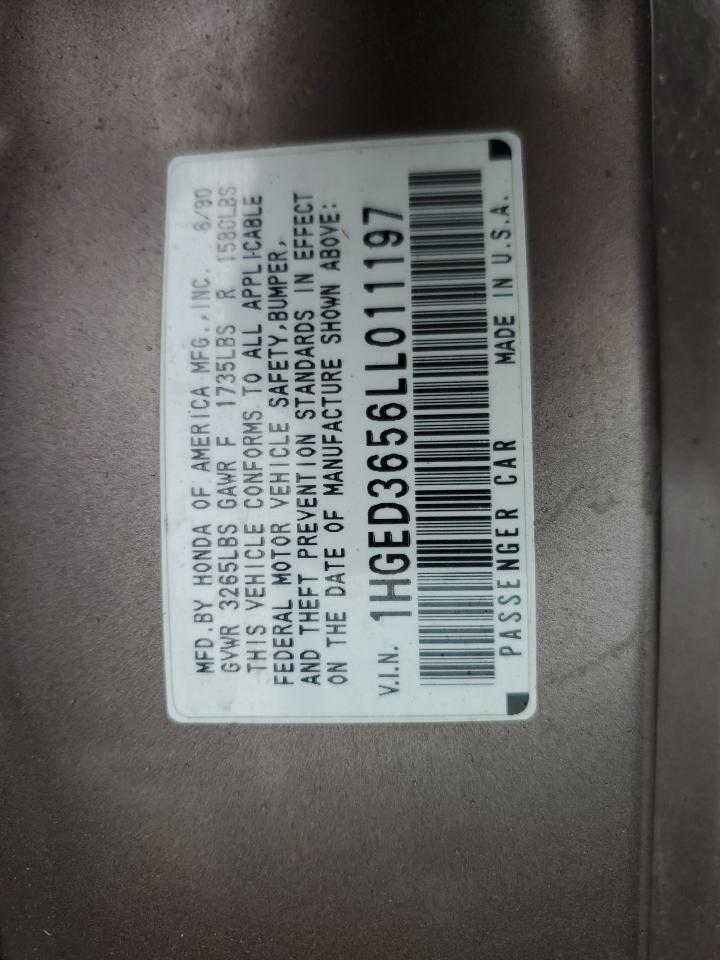 MFD. BY HONDA OF AMERICA MFG., INC. 6/90
GVWR 3265LBS GAWR F 1735LBS R 1580LBS
THIS VEHICLE CONFORMS TO ALL APPLICABLE
FEDERAL MOTOR VEHICLE SAFETY, BUMPER,
AND THEFT PREVENTION STANDARDS IN EFFECT
ON THE DATE OF MANUFACTURE SHOWN ABOVE:
V.I.N. 1HGED3656LL011197
PASSENGER CAR MADE IN U.S.A.